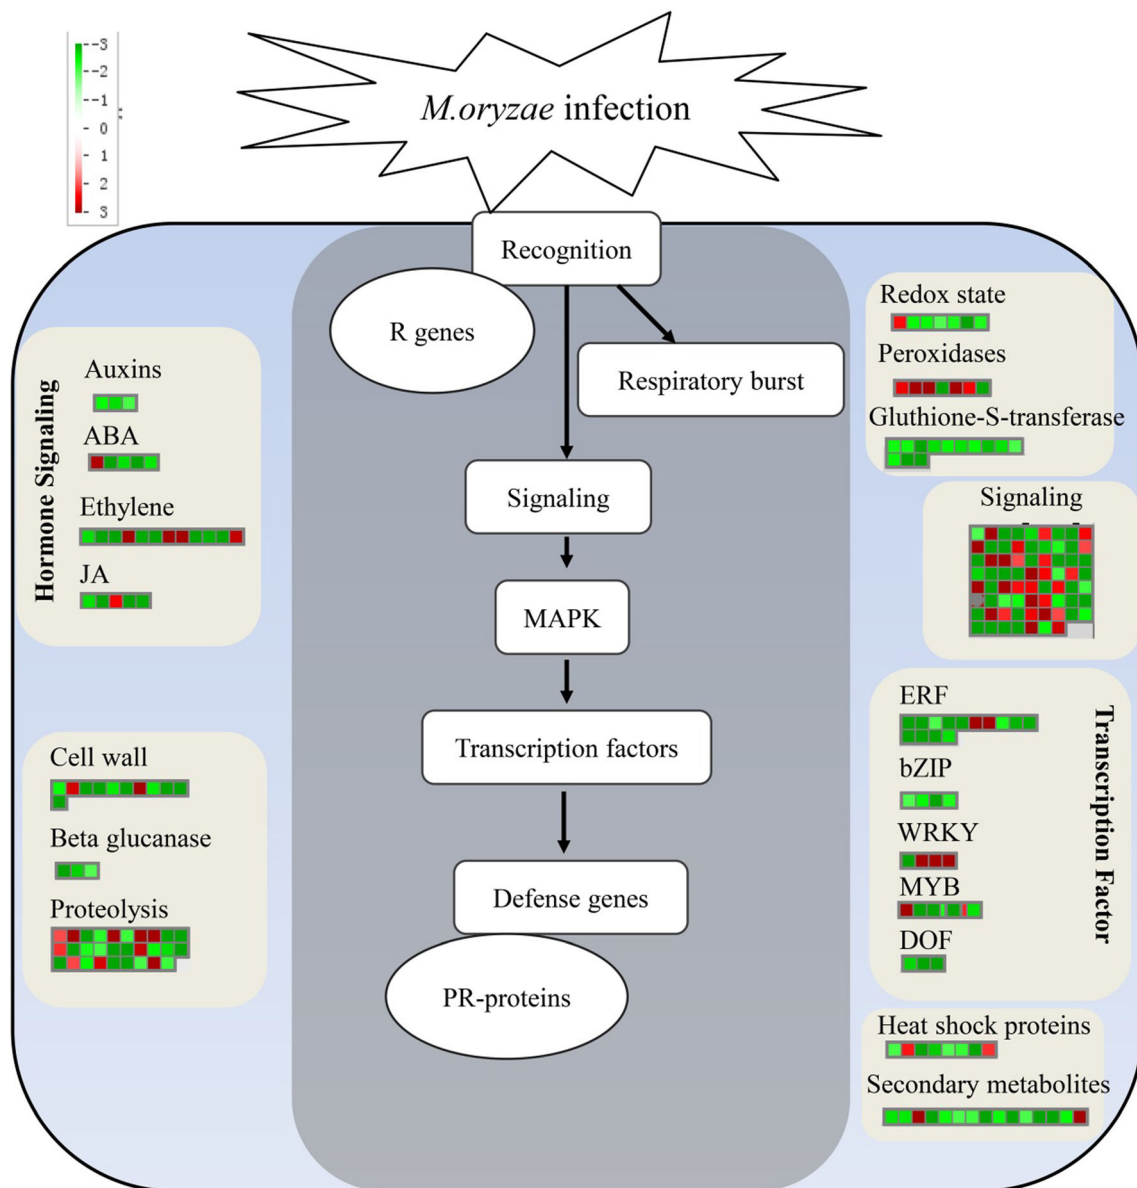 --3
--2
--1
- 0
- 1
- 2
- 3
M.oryzae infection
Recognition
R genes
Respiratory burst
Signaling
MAPK
Transcription factors
Defense genes
PR-proteins
Hormone Signaling
Auxins
ABA
Ethylene
JA
Cell wall
Beta glucanase
Proteolysis
Redox state
Peroxidases
Gluthione-S-transferase
Signaling
Transcription Factor
ERF
bZIP
WRKY
MYB
DOF
Heat shock proteins
Secondary metabolites